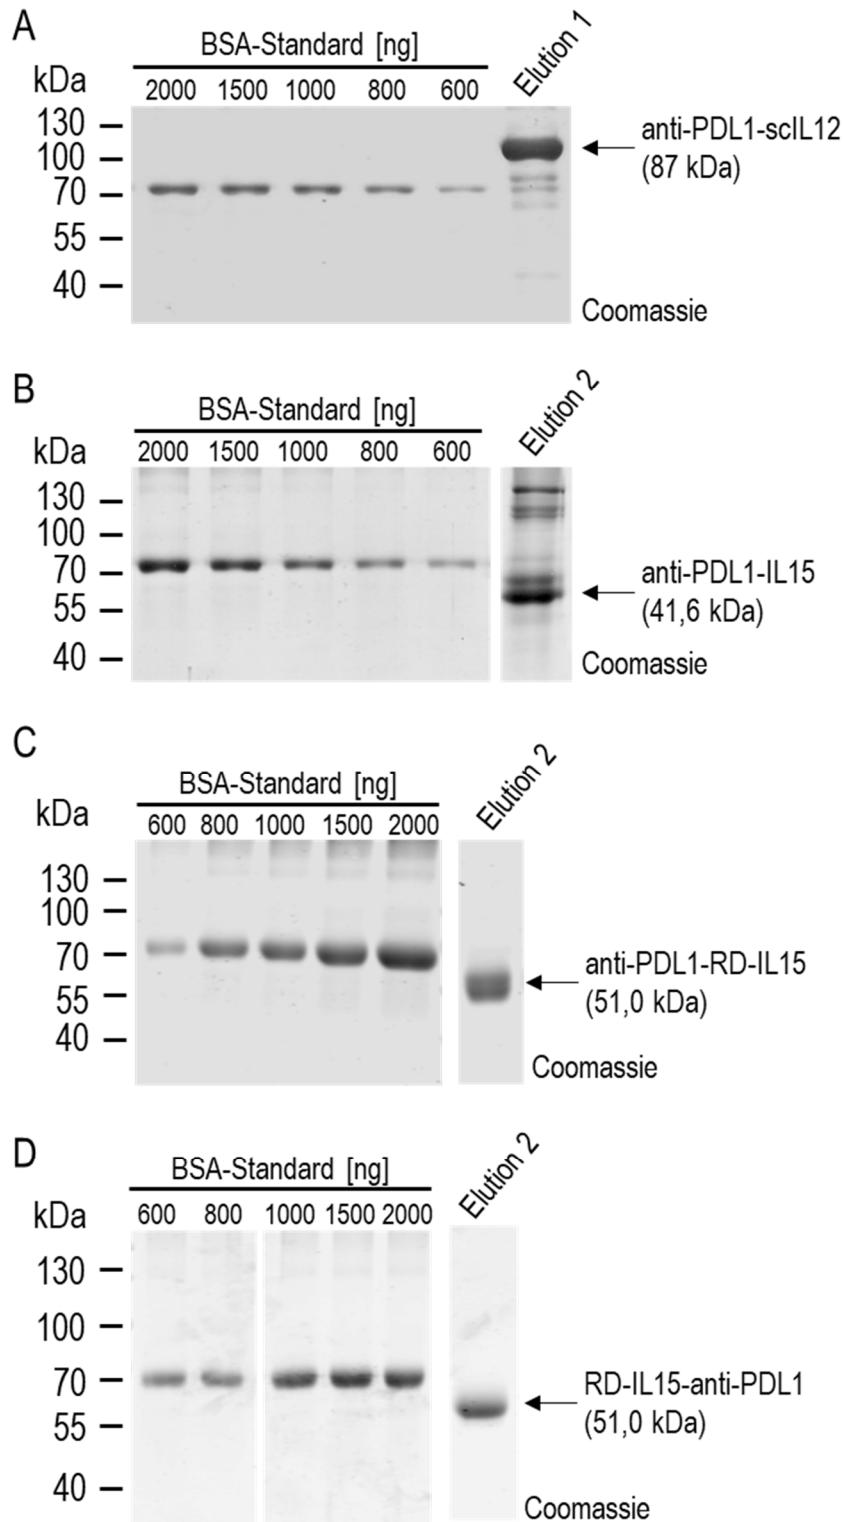 A
BSA-Standard [ng]
Elution 1
kDa
2000 1500 1000 800 600
130
100
70
55
40
anti-PDL1-scIL12
(87 kDa)
Coomassie
B
BSA-Standard [ng]
Elution 2
kDa
2000 1500 1000 800 600
130
100
70
55
40
anti-PDL1-IL15
(41,6 kDa)
Coomassie
C
BSA-Standard [ng]
Elution 2
kDa
600 800 1000 1500 2000
130
100
70
55
40
anti-PDL1-RD-IL15
(51,0 kDa)
Coomassie
D
BSA-Standard [ng]
Elution 2
kDa
600 800 1000 1500 2000
130
100
70
55
40
RD-IL15-anti-PDL1
(51,0 kDa)
Coomassie